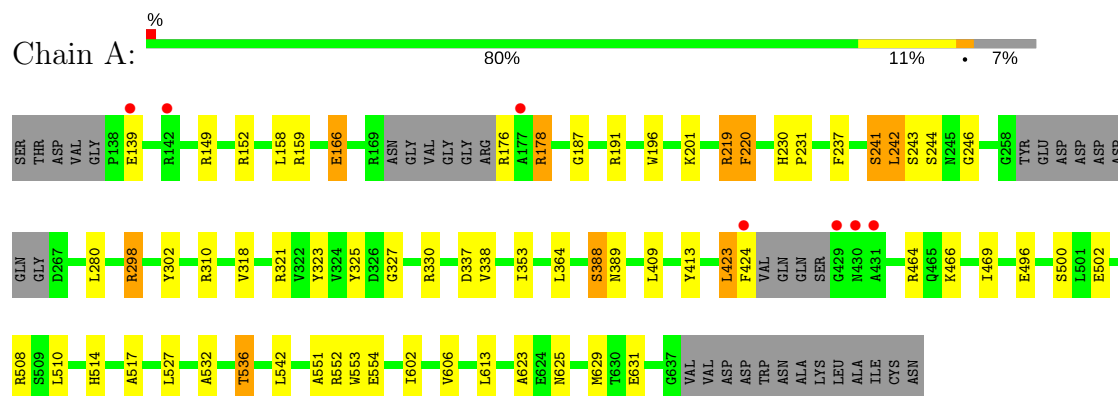 %
Chain A:
80% 11% • 7%
SER THR ASP VAL GLY P138 E139 R142 R149 R152 L158 R159 E166 R169 ASN GLY VAL GLY GLY ARG R176 A177 R178 G187 R191 W196 K201 R219 F220 H230 P231 F237 S241 L242 S243 S244 N245 G246 G258 TYR GLU ASP ASP ASP ASP
GLN GLY D267 L280 R298 Y302 R310 V318 R321 V322 Y323 V324 Y325 D326 G327 R330 D337 V338 I353 L364 S388 N389 L409 Y413 L423 F424 VAL GLN GLN SER G429 N430 A431 R464 Q465 K466 I469 E496 S500 L501 E502
R508 S509 L510 H514 A517 L527 A532 T536 L542 A551 R552 W553 E554 I602 V606 L613 A623 E624 N625 M629 T630 E631 G637 VAL VAL ASP ASP TRP ASN ALA LYS LEU ALA ILE CYS ASN